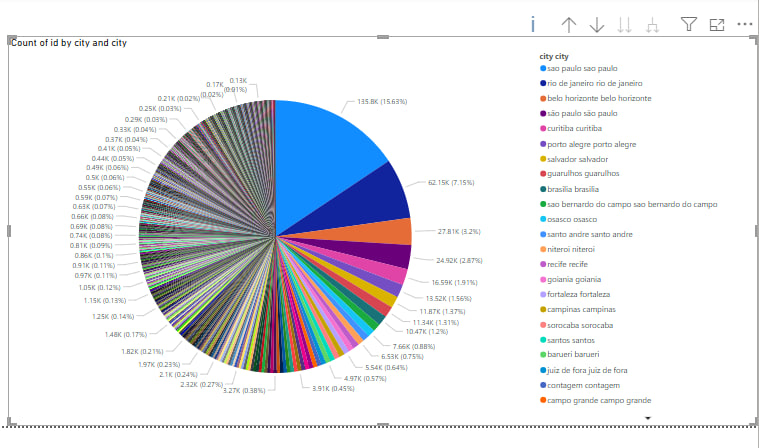 Count of id by city and city
0.13K
(0.01%)
0.17K
(0.02%)
0.21K (0.02%)
0.25K (0.03%)
0.29K (0.03%)
0.33K (0.04%)
0.37K (0.04%)
0.41K (0.05%)
0.44K (0.05%)
0.49K (0.06%)
0.5K (0.06%)
0.55K (0.06%)
0.59K (0.07%)
0.63K (0.07%)
0.66K (0.08%)
0.69K (0.08%)
0.74K (0.08%)
0.81K (0.09%)
0.86K (0.1%)
0.91K (0.11%)
0.97K (0.11%)
1.05K (0.12%)
1.15K (0.13%)
1.25K (0.14%)
1.48K (0.17%)
1.82K (0.21%)
1.97K (0.23%)
2.1K (0.24%)
2.32K (0.27%)
3.27K (0.38%)
135.8K (15.63%)
62.15K (7.15%)
27.81K (3.2%)
24.92K (2.87%)
16.59K (1.91%)
13.52K (1.56%)
11.87K (1.37%)
11.34K (1.31%)
10.47K (1.2%)
7.66K (0.88%)
6.53K (0.75%)
5.54K (0.64%)
4.97K (0.57%)
3.91K (0.45%)
city city
sao paulo sao paulo
rio de janeiro rio de janeiro
belo horizonte belo horizonte
são paulo são paulo
curitiba curitiba
porto alegre porto alegre
salvador salvador
guarulhos guarulhos
brasilia brasilia
sao bernardo do campo sao bernardo do campo
osasco osasco
santo andre santo andre
niteroi niteroi
recife recife
goiania goiania
fortaleza fortaleza
campinas campinas
sorocaba sorocaba
santos santos
barueri barueri
juiz de fora juiz de fora
contagem contagem
campo grande campo grande